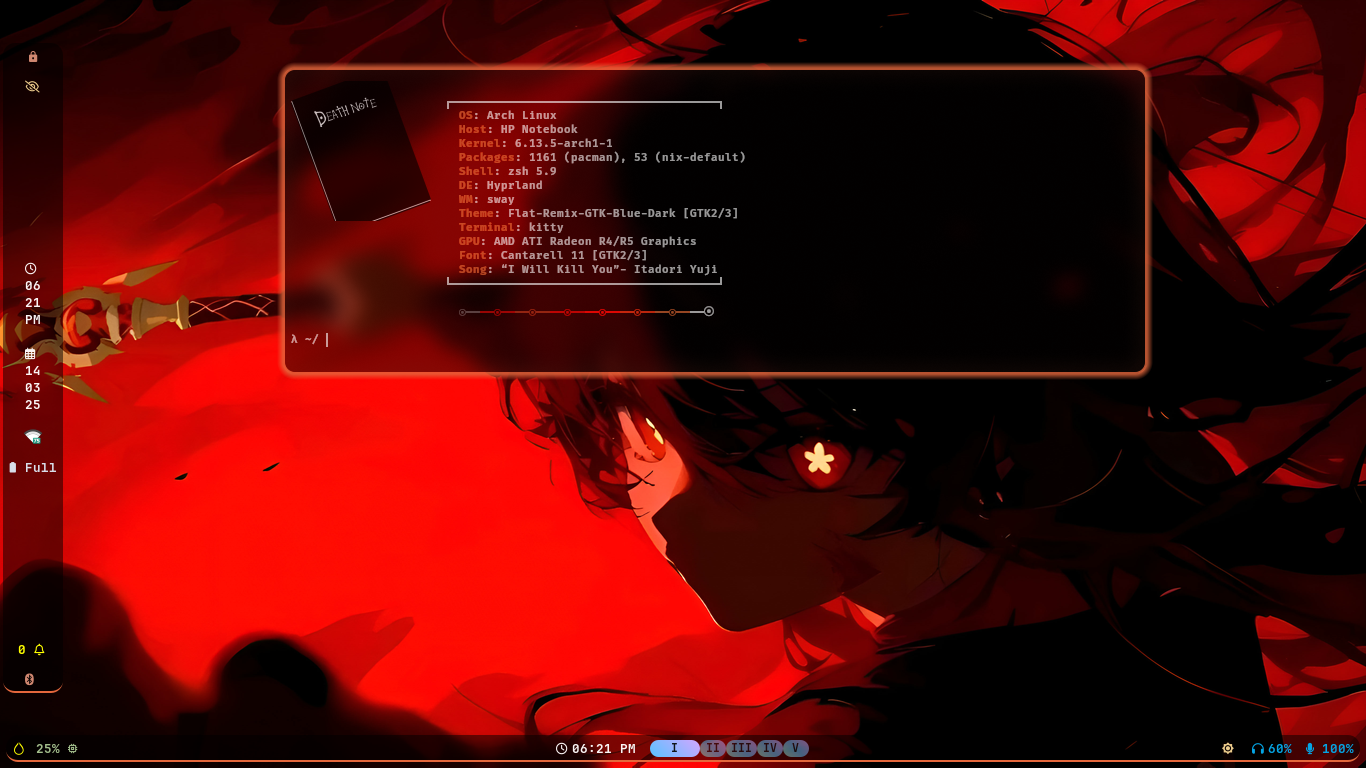 DEATH NOTE
OS: Arch Linux
Host: HP Notebook
Kernel: 6.13.5-arch1-1
Packages: 1161 (pacman), 53 (nix-default)
Shell: zsh 5.9
DE: Hyprland
WM: sway
Theme: Flat-Remix-GTK-Blue-Dark [GTK2/3]
Terminal: kitty
GPU: AMD ATI Radeon R4/R5 Graphics
Font: Cantarell 11 [GTK2/3]
Song: “I Will Kill You”- Itadori Yuji
λ ~/
06
21
PM
14
03
25
Full
0
25%
06:21 PM
I II III IV V
60% 100%